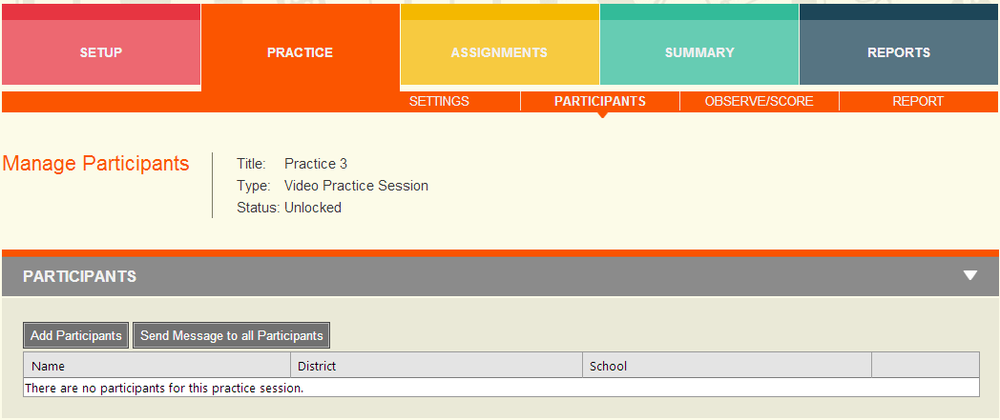 SETUP PRACTICE ASSIGNMENTS SUMMARY REPORTS
SETTINGS PARTICIPANTS OBSERVE/SCORE REPORT
Manage Participants
Title: Practice 3
Type: Video Practice Session
Status: Unlocked
PARTICIPANTS
Add Participants Send Message to all Participants
Name District School
There are no participants for this practice session.